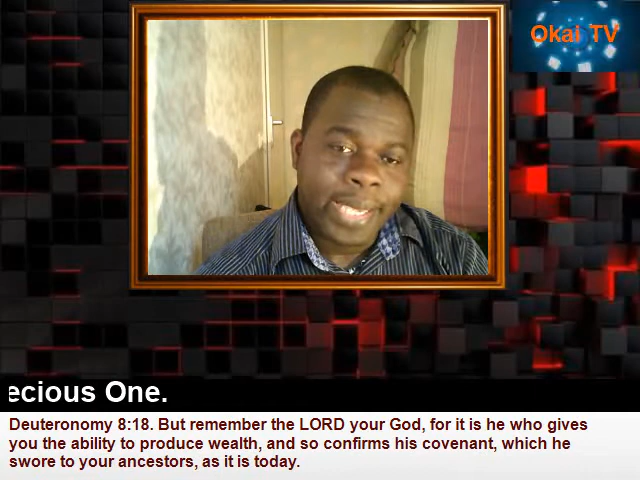 Okal TV
ecious One.
Deuteronomy 8:18. But remember the LORD your God, for it is he who gives
you the ability to produce wealth, and so confirms his covenant, which he
swore to your ancestors, as it is today.